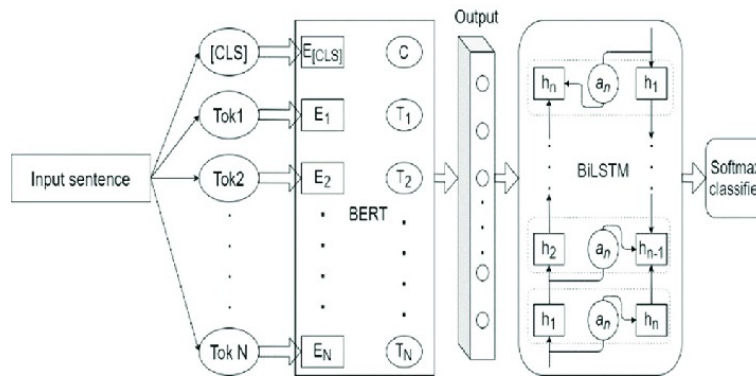 Output
[CLS]
E[CLS]
C
hn
an
h1
Tok1
E1
T1
Input sentence
Tok2
E2
T2
BERT
BiLSTM
Softmax
classifie
h2
an
hn-1
h1
an
hn
Tok N
EN
TN